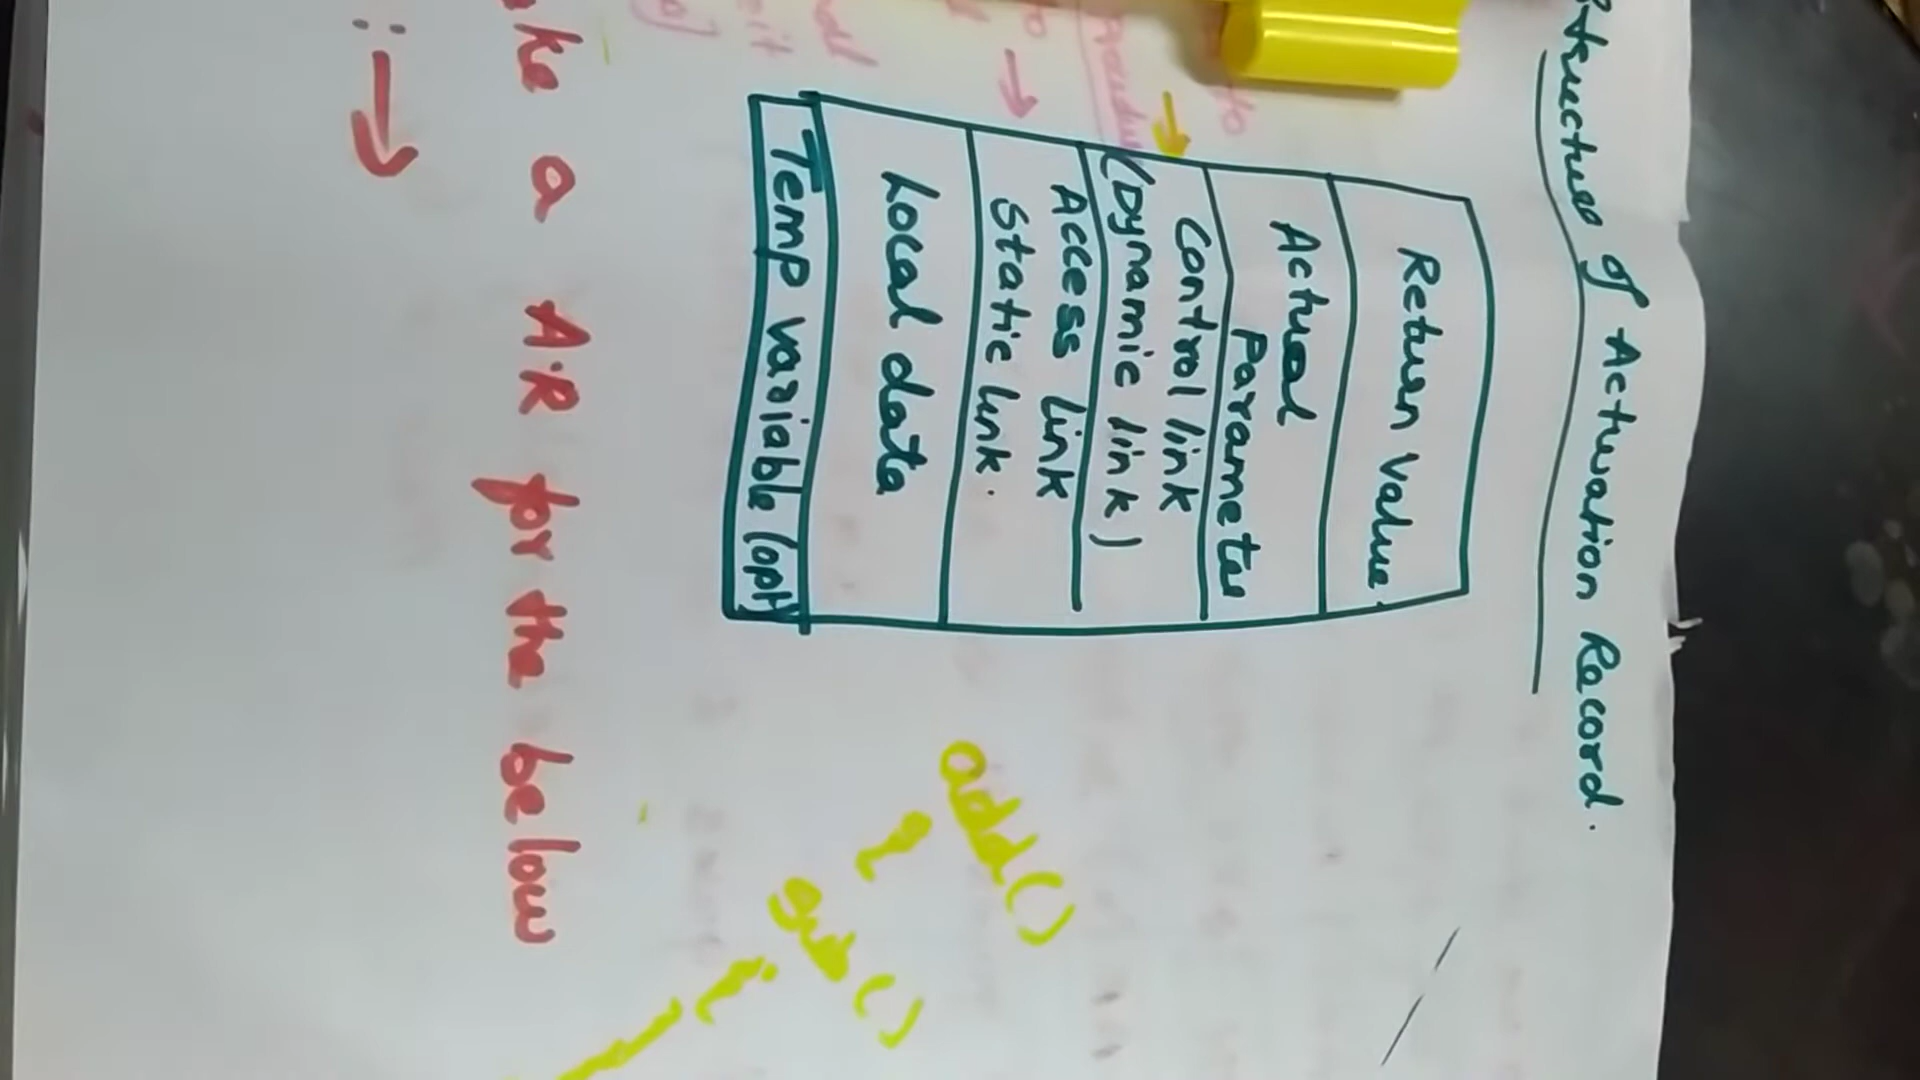 Structure of Activation Record.
Return Value
Actual
Parameter
Control link
(Dynamic link)
Access link
Static link.
Local data
Temp variable (opt)
add()
{
sub()
{
a A.R for the below
:→